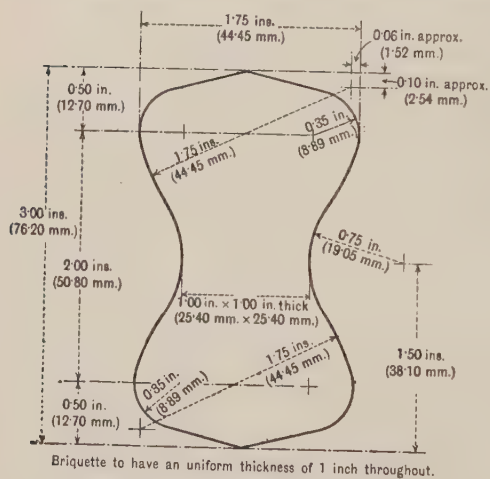 1·75 ins.
(44·45 mm.)
0·06 in. approx.
(1·52 mm.)
0·50 in.
(12·70 mm.)
0·10 in. approx.
(2·54 mm.)
0·35 in.
(8·89 mm.)
1·75 ins.
(44·45 mm.)
3·00 ins.
(76·20 mm.)
2·00 ins.
(50·80 mm.)
0·75 in.
(19·05 mm.)
1·00 in. × 1·00 in. thick
(25·40 mm. × 25·40 mm.)
1·75 ins.
(44·45 mm.)
1·50 ins.
(38·10 mm.)
0·35 in.
(8·89 mm.)
0·50 in.
(12·70 mm.)
Briquette to have an uniform thickness of 1 inch throughout.